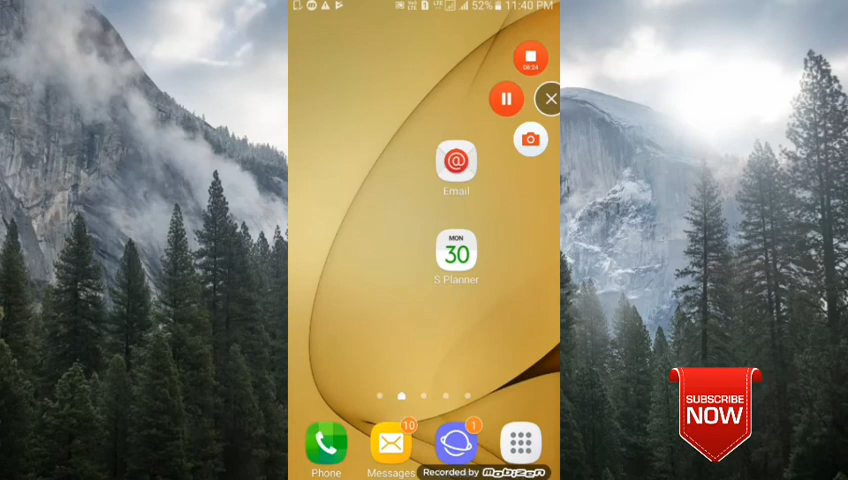 52% 11:40 PM
08:24
@
Email
MON
30
S Planner
SUBSCRIBE
NOW
10
1
Phone
Messages
Recorded by Mobizen